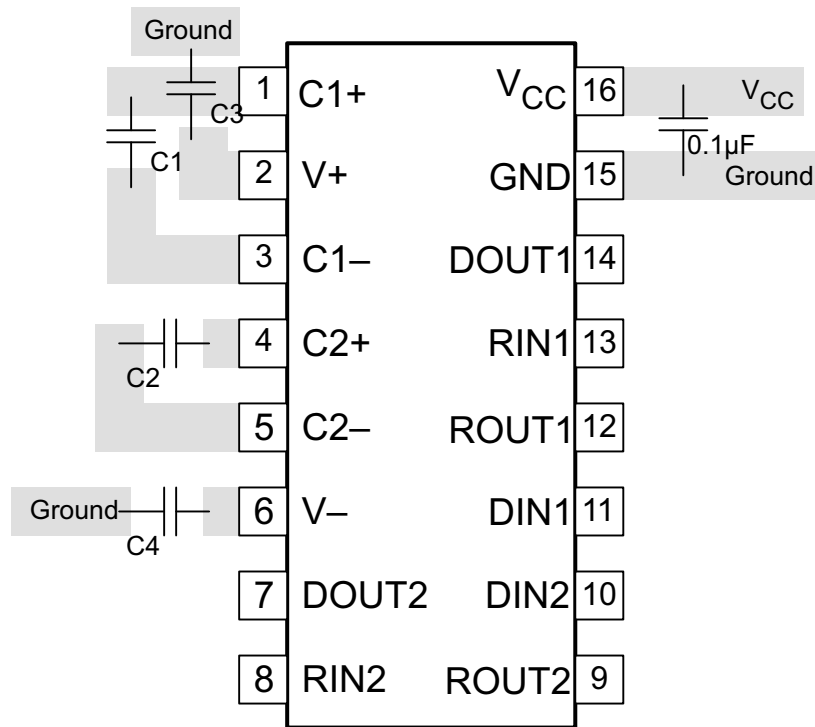 Ground
1 C1+ VCC 16 VCC
C3
C1 0.1µF
2 V+ GND 15 Ground
3 C1– DOUT1 14
4 C2+ RIN1 13
C2
5 C2– ROUT1 12
Ground 6 V– DIN1 11
C4
7 DOUT2 DIN2 10
8 RIN2 ROUT2 9